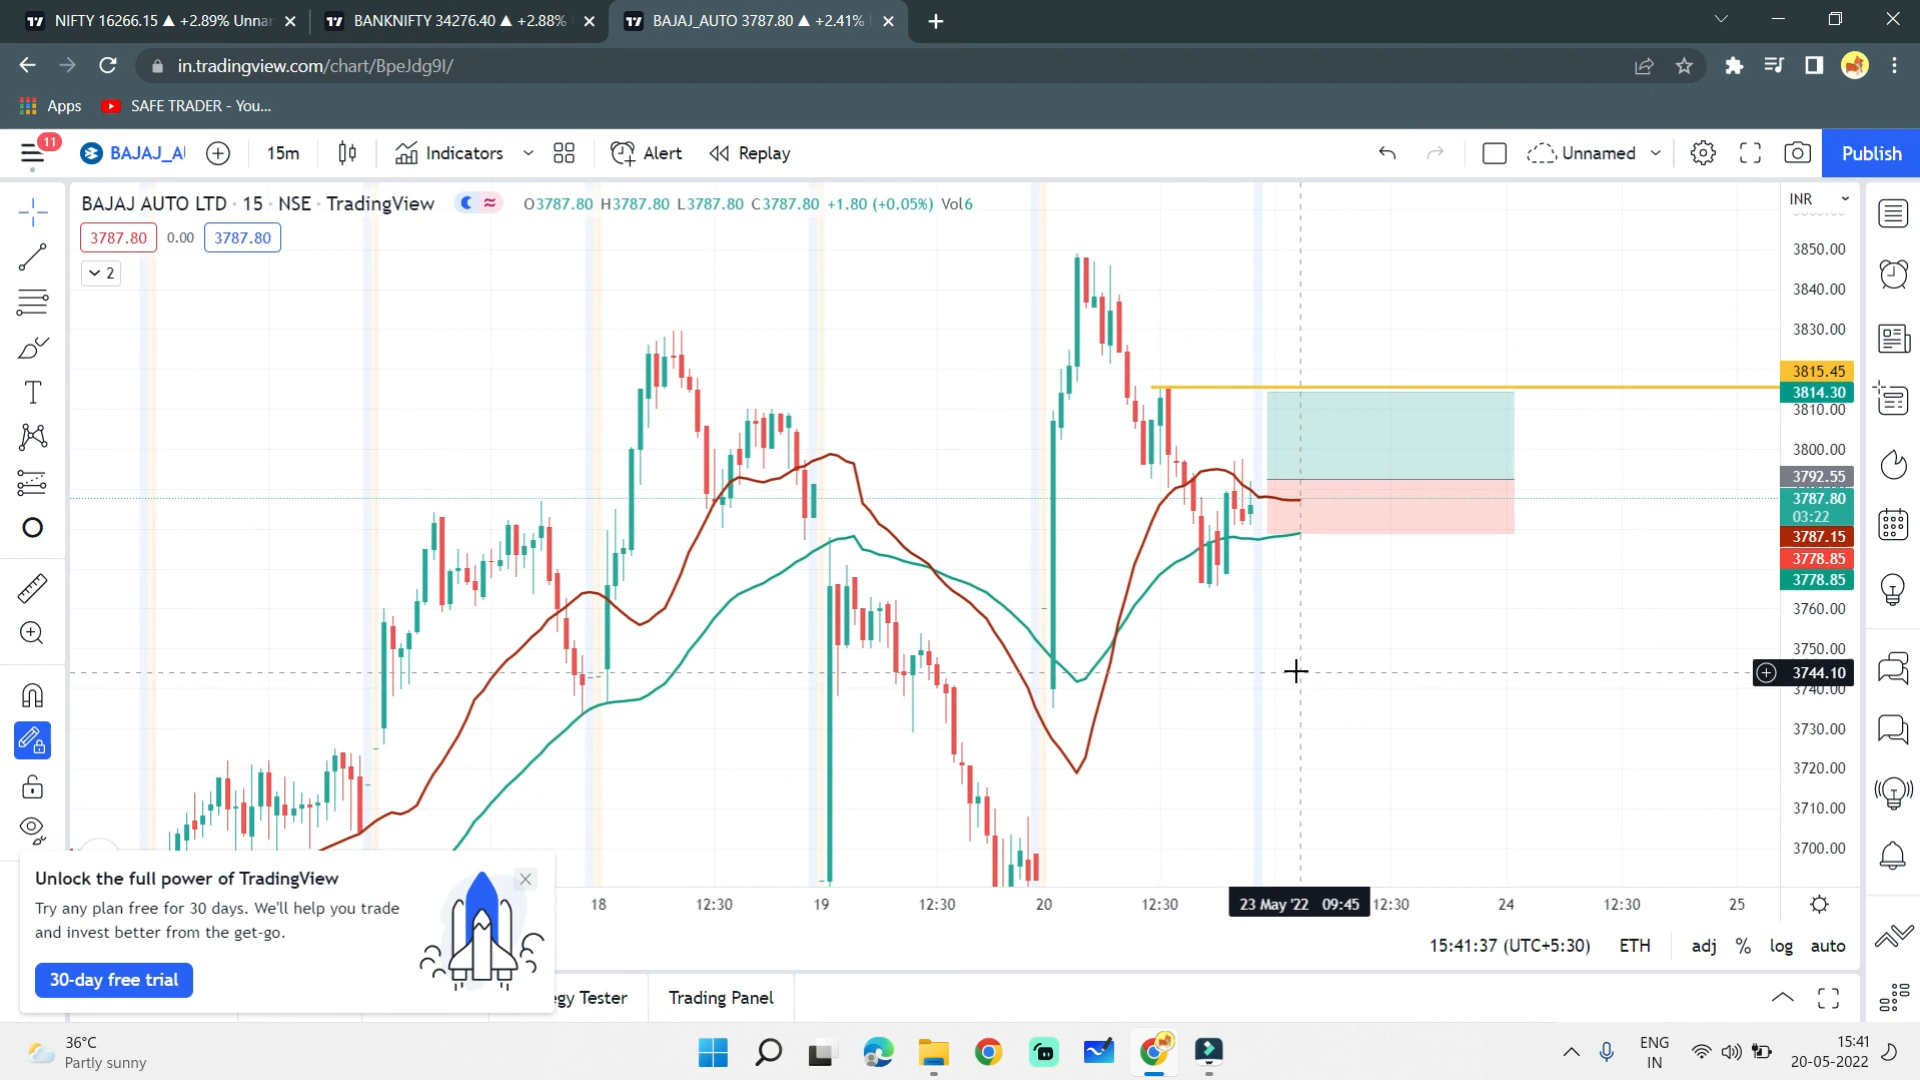 NIFTY 16266.15 ▲ +2.89% Unnar
BANKNIFTY 34276.40 ▲ +2.88%
BAJAJ_AUTO 3787.80 ▲ +2.41%
in.tradingview.com/chart/BpeJdg9I/
Apps
SAFE TRADER - You...
11
BAJAJ_AU
15m
Indicators
Alert
Replay
Unnamed
Publish
BAJAJ AUTO LTD · 15 · NSE · TradingView
O3787.80 H3787.80 L3787.80 C3787.80 +1.80 (+0.05%) Vol6
INR
3787.80 0.00 3787.80
2
3850.00
3840.00
3830.00
3815.45
3814.30
3810.00
3800.00
3792.55
3787.80
03:22
3787.15
3778.85
3778.85
3760.00
3750.00
3744.10
3740.00
3730.00
3720.00
3710.00
3700.00
18
12:30
19
12:30
20
12:30
23 May '22 09:45
12:30
24
12:30
25
Unlock the full power of TradingView
Try any plan free for 30 days. We'll help you trade
and invest better from the get-go.
30-day free trial
15:41:37 (UTC+5:30)
ETH
adj
%
log
auto
egy Tester
Trading Panel
36°C
Partly sunny
ENG
IN
15:41
20-05-2022